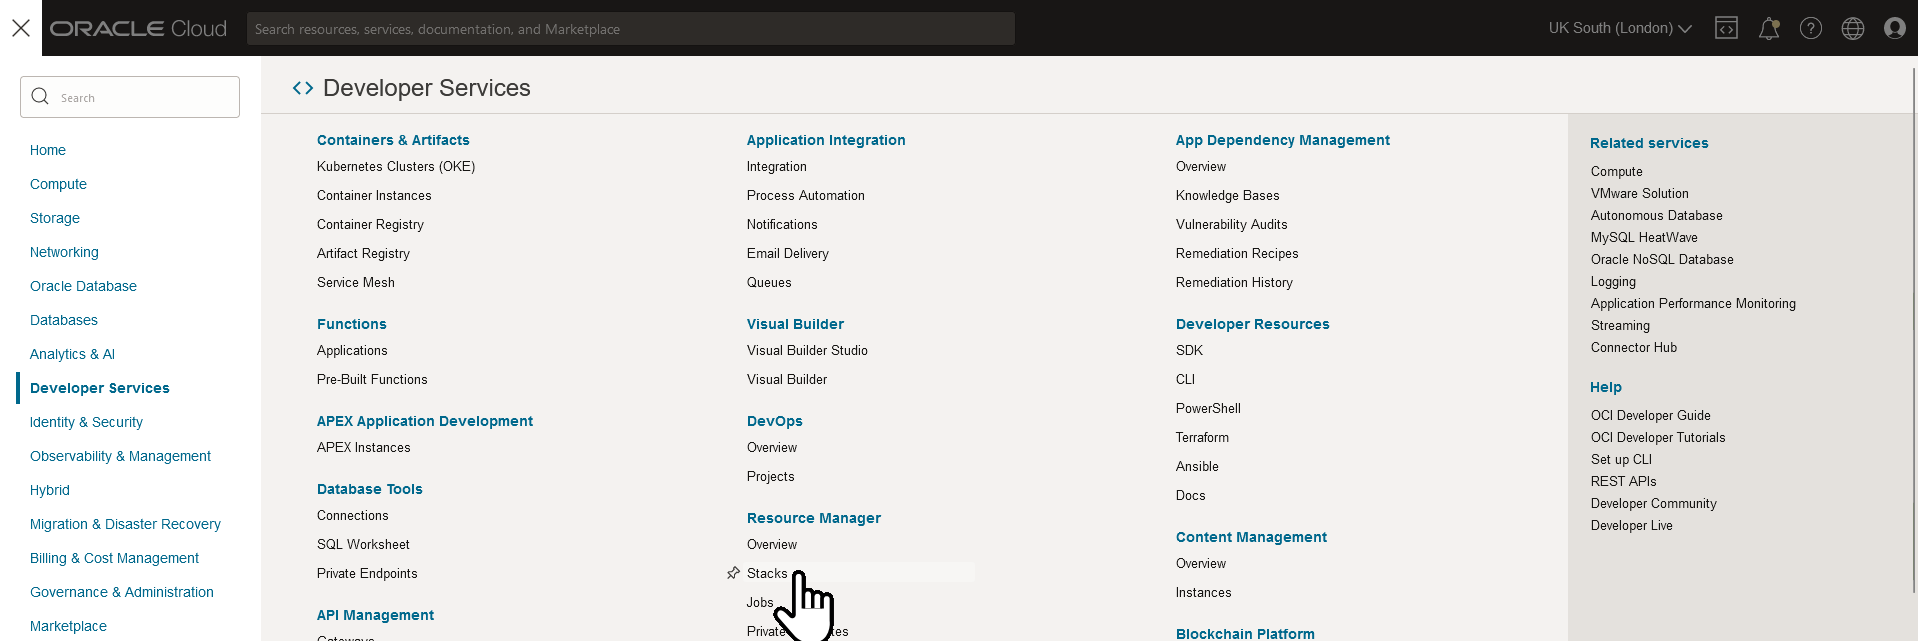 ORACLE Cloud
Search resources, services, documentation, and Marketplace
UK South (London)
Search
Home
Compute
Storage
Networking
Oracle Database
Databases
Analytics & AI
Developer Services
Identity & Security
Observability & Management
Hybrid
Migration & Disaster Recovery
Billing & Cost Management
Governance & Administration
Marketplace
Developer Services
Containers & Artifacts
Kubernetes Clusters (OKE)
Container Instances
Container Registry
Artifact Registry
Service Mesh
Functions
Applications
Pre-Built Functions
APEX Application Development
APEX Instances
Database Tools
Connections
SQL Worksheet
Private Endpoints
API Management
Gateways
Application Integration
Integration
Process Automation
Notifications
Email Delivery
Queues
Visual Builder
Visual Builder Studio
Visual Builder
DevOps
Overview
Projects
Resource Manager
Overview
Stacks
Jobs
Private
App Dependency Management
Overview
Knowledge Bases
Vulnerability Audits
Remediation Recipes
Remediation History
Developer Resources
SDK
CLI
PowerShell
Terraform
Ansible
Docs
Content Management
Overview
Instances
Blockchain Platform
Related services
Compute
VMware Solution
Autonomous Database
MySQL HeatWave
Oracle NoSQL Database
Logging
Application Performance Monitoring
Streaming
Connector Hub
Help
OCI Developer Guide
OCI Developer Tutorials
Set up CLI
REST APIs
Developer Community
Developer Live